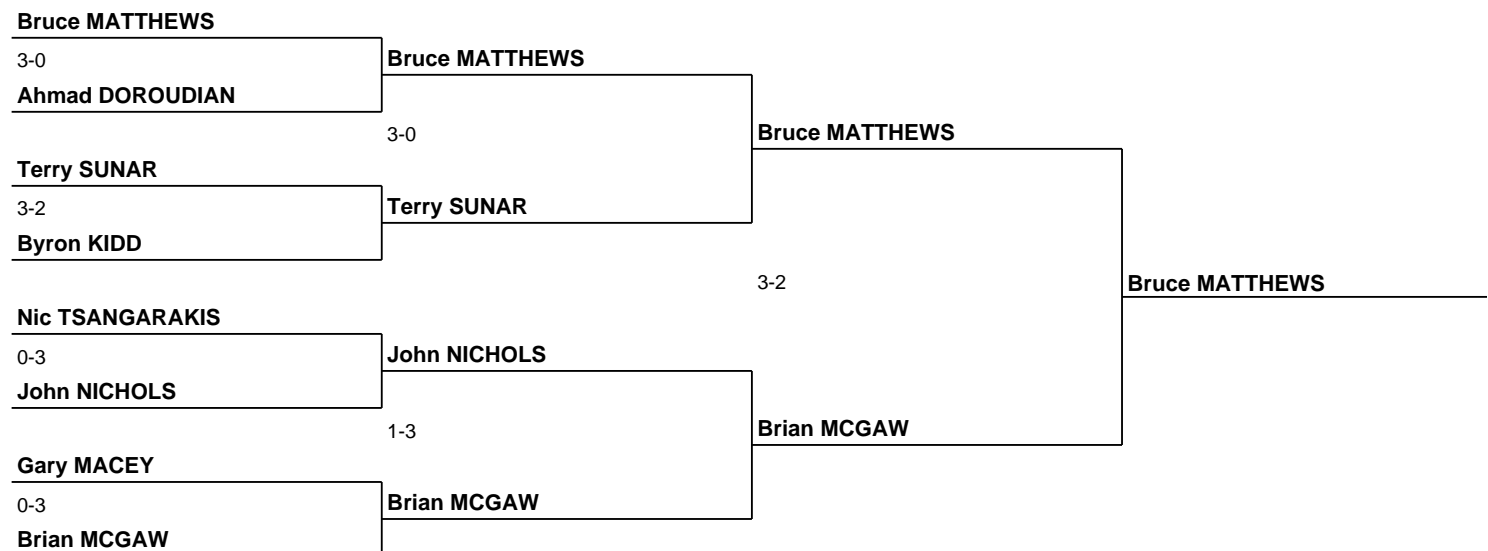 Bruce MATTHEWS
3-0
Bruce MATTHEWS
Ahmad DOROUDIAN
3-0
Bruce MATTHEWS
Terry SUNAR
3-2
Terry SUNAR
Byron KIDD
3-2
Bruce MATTHEWS
Nic TSANGARAKIS
0-3
John NICHOLS
John NICHOLS
1-3
Brian MCGAW
Gary MACEY
0-3
Brian MCGAW
Brian MCGAW